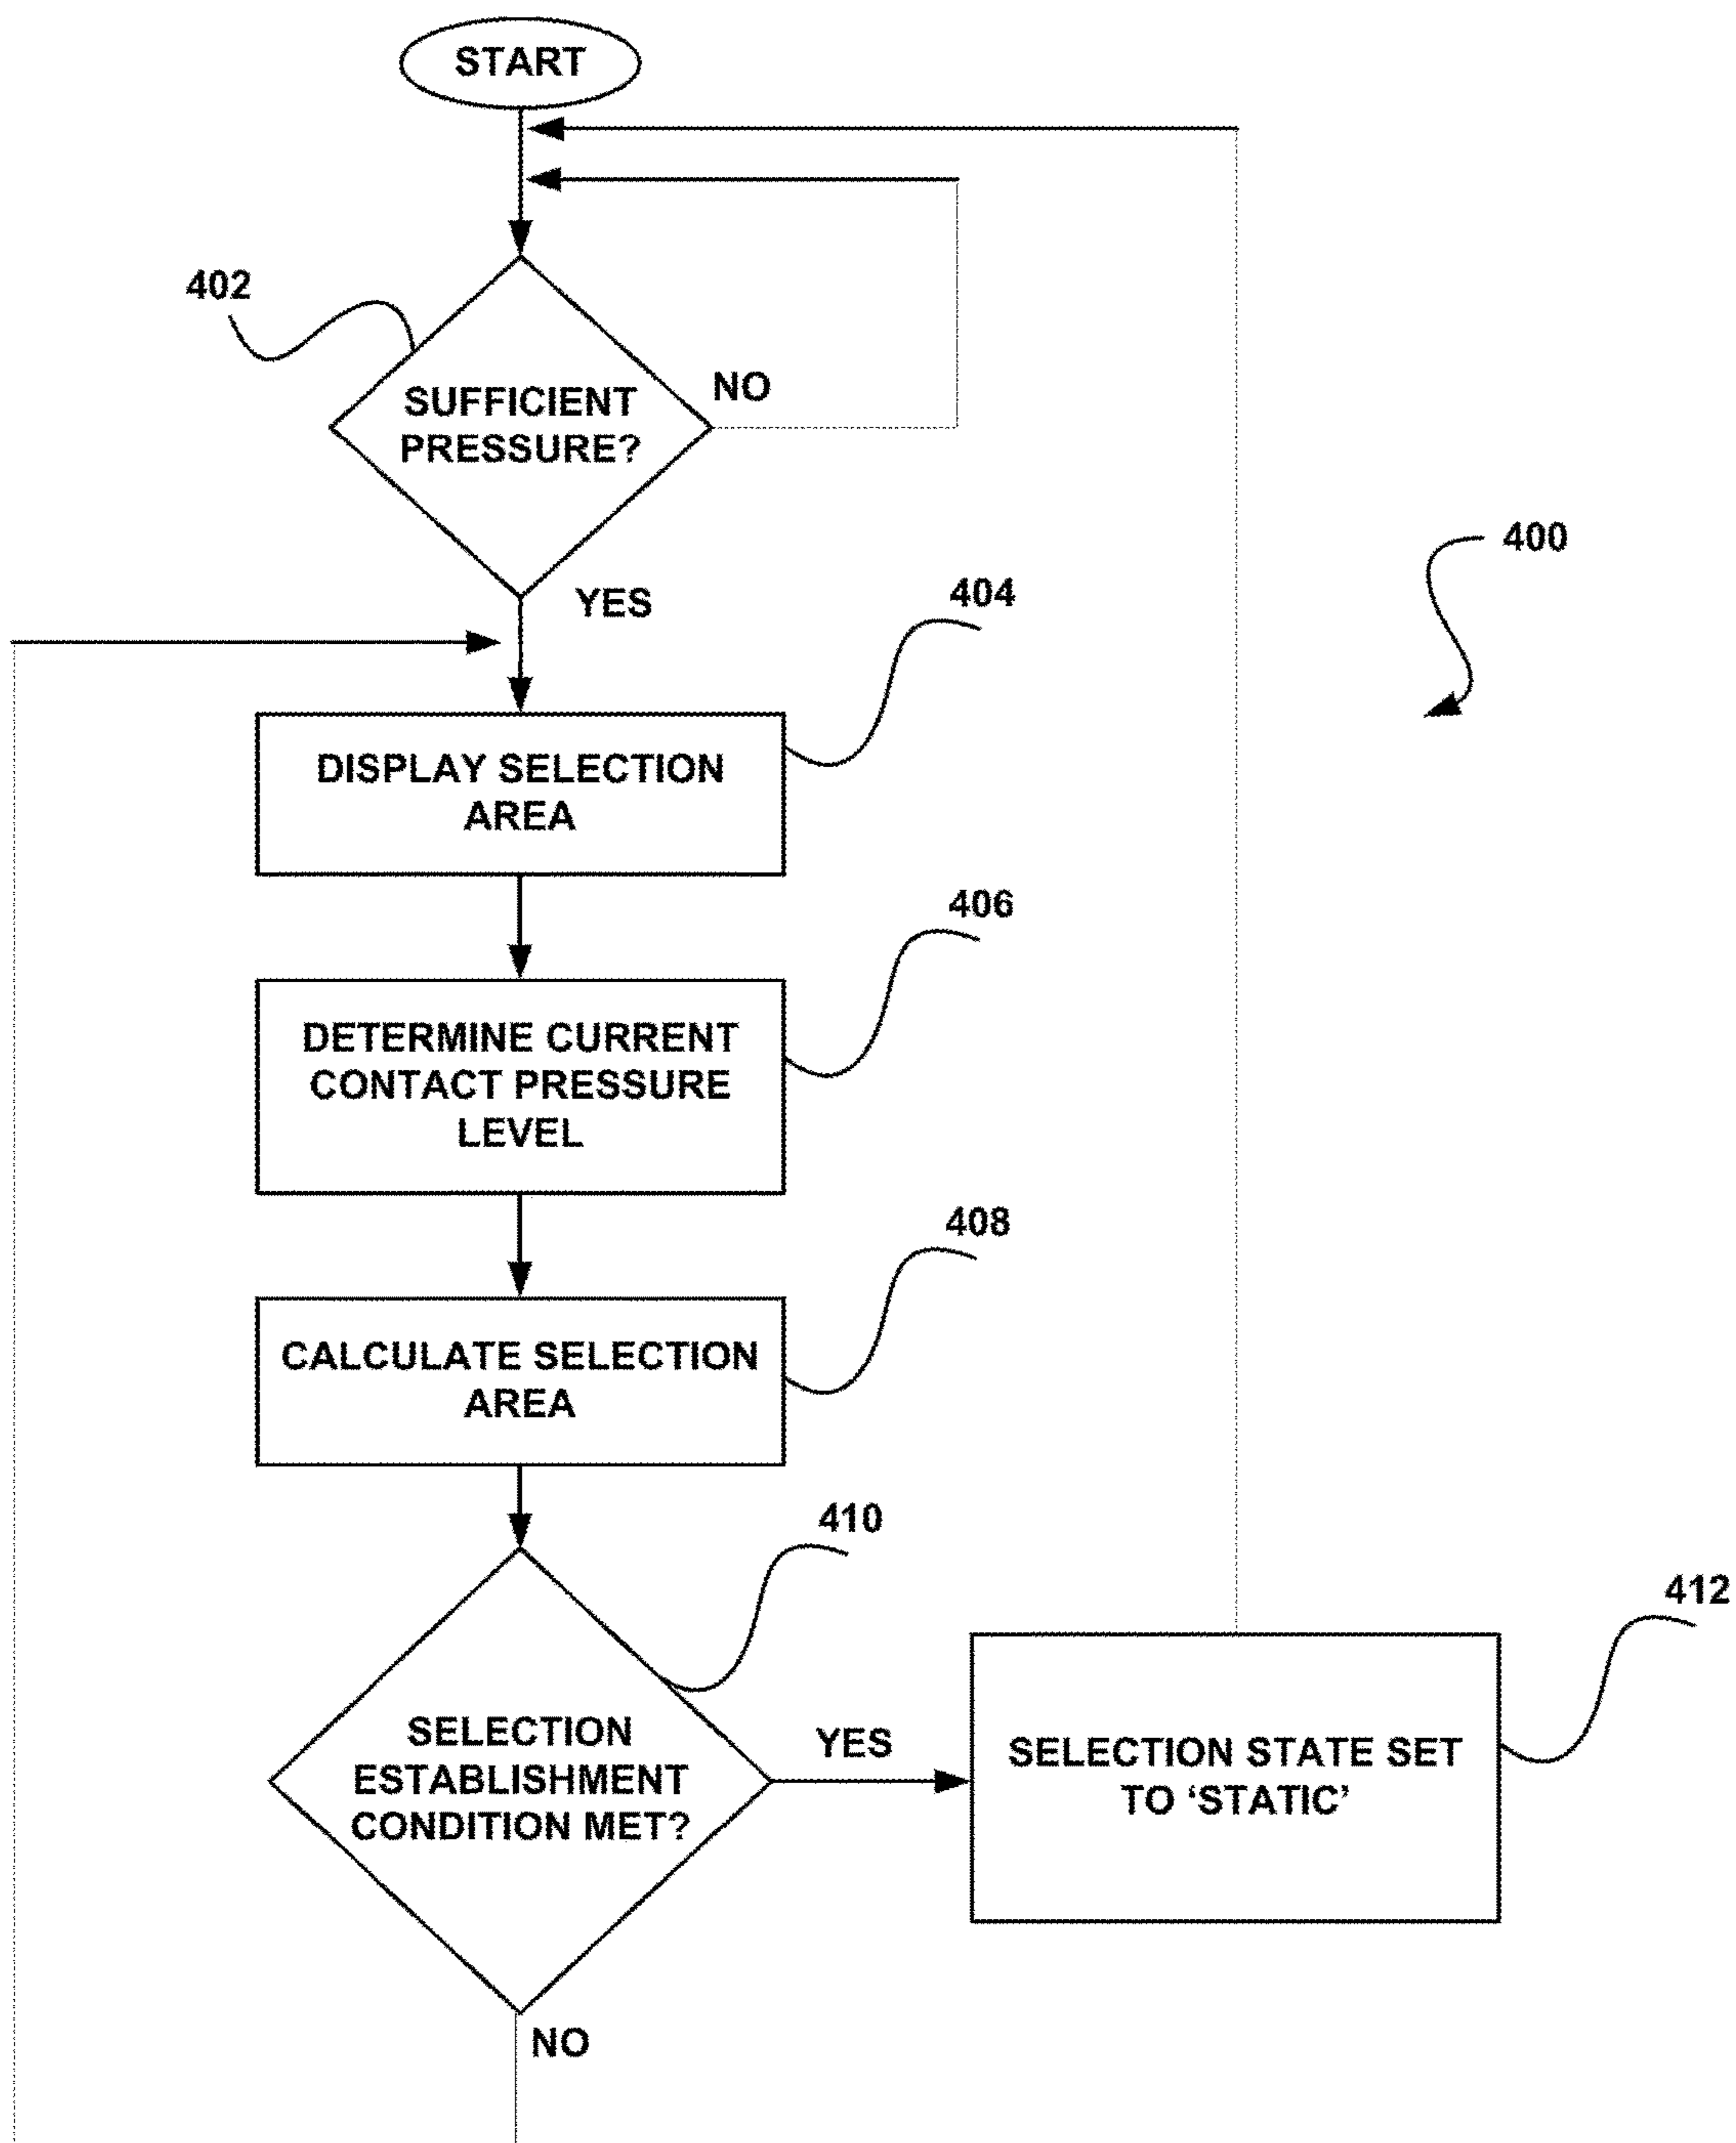 START
402
SUFFICIENT
PRESSURE?
NO
400
YES
404
DISPLAY SELECTION
AREA
406
DETERMINE CURRENT
CONTACT PRESSURE
LEVEL
408
CALCULATE SELECTION
AREA
410
412
SELECTION
ESTABLISHMENT
CONDITION MET?
YES
SELECTION STATE SET
TO ‘STATIC’
NO